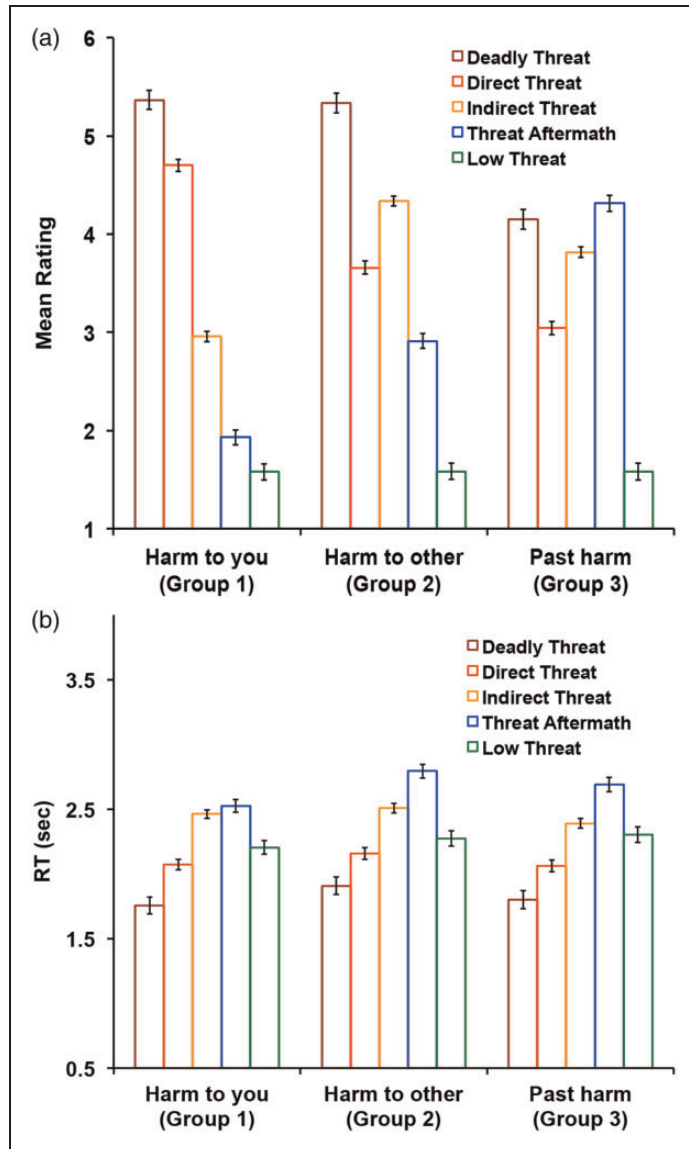 (a)
6
5
4
3
2
1
Mean Rating
Deadly Threat
Direct Threat
Indirect Threat
Threat Aftermath
Low Threat
Harm to you
(Group 1)
Harm to other
(Group 2)
Past harm
(Group 3)
(b)
3.5
2.5
1.5
0.5
RT (sec)
Deadly Threat
Direct Threat
Indirect Threat
Threat Aftermath
Low Threat
Harm to you
(Group 1)
Harm to other
(Group 2)
Past harm
(Group 3)